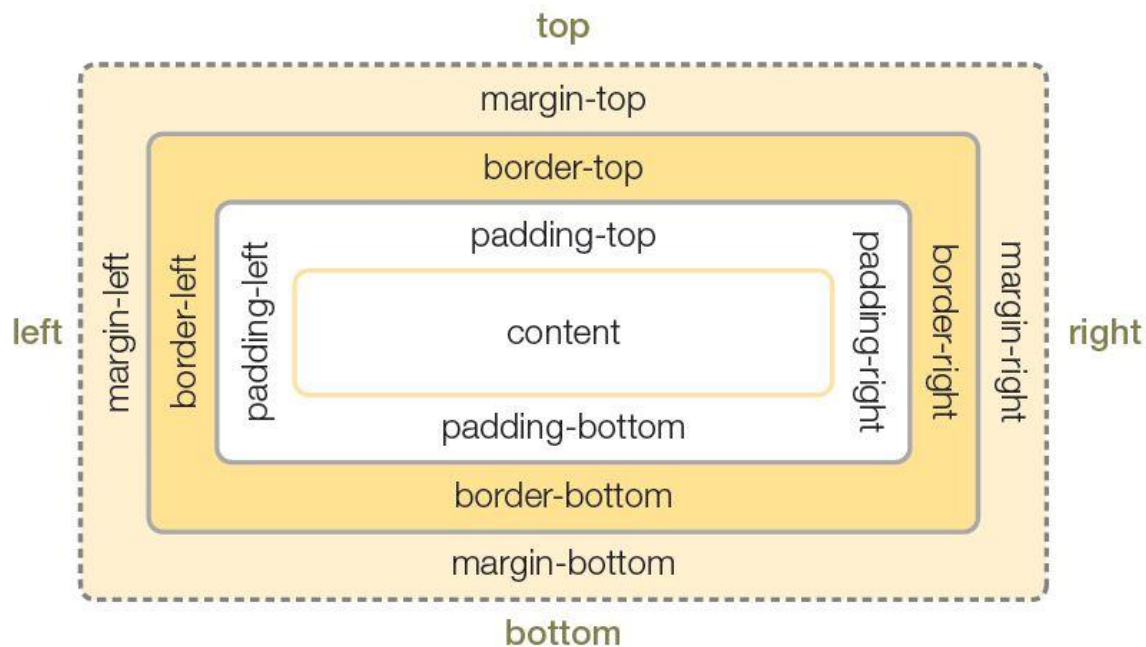 top
margin-top
border-top
padding-top
left
margin-left
border-left
padding-left
content
padding-right
border-right
margin-right
right
padding-bottom
border-bottom
margin-bottom
bottom